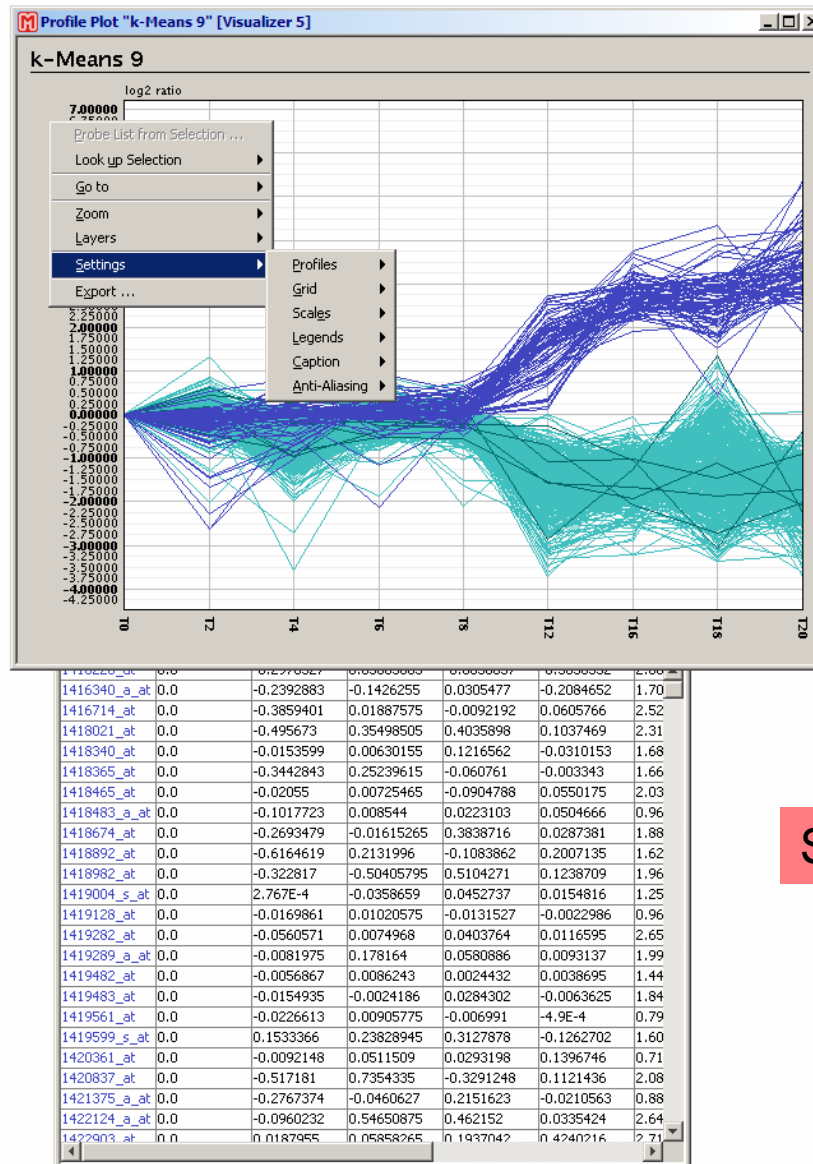 Profile Plot "k-Means 9" [Visualizer 5]
k-Means 9
log2 ratio
7.00000
Probe List from Selection ...
Look up Selection
Go to
Zoom
Layers
Settings
Export ...
Profiles
Grid
Scales
Legends
Caption
Anti-Aliasing
2.25000
2.00000
1.75000
1.50000
1.25000
1.00000
0.75000
0.50000
0.25000
0.00000
-0.25000
-0.50000
-0.75000
-1.00000
-1.25000
-1.50000
-1.75000
-2.00000
-2.25000
-2.50000
-2.75000
-3.00000
-3.25000
-3.50000
-3.75000
-4.00000
-4.25000
T0 T2 T4 T6 T8 T12 T16 T18 T20
1416340_a_at 0.0 -0.2392883 -0.1426255 0.0305477 -0.2084652 1.70
1416714_at 0.0 -0.3859401 0.01887575 -0.0092192 0.0605766 2.52
1418021_at 0.0 -0.495673 0.35498505 0.4035898 0.1037469 2.31
1418340_at 0.0 -0.0153599 0.00630155 0.1216562 -0.0310153 1.68
1418365_at 0.0 -0.3442843 0.25239615 -0.060761 -0.003343 1.66
1418465_at 0.0 -0.02055 0.00725465 -0.0904788 0.0550175 2.03
1418483_a_at 0.0 -0.1017723 0.008544 0.0223103 0.0504666 0.96
1418674_at 0.0 -0.2693479 -0.01615265 0.3838716 0.0287381 1.88
1418892_at 0.0 -0.6164619 0.2131996 -0.1083862 0.2007135 1.62
1418982_at 0.0 -0.322817 -0.50405795 0.5104271 0.1238709 1.96
1419004_s_at 0.0 2.767E-4 -0.0358659 0.0452737 0.0154816 1.25
1419128_at 0.0 -0.0169861 0.01020575 -0.0131527 -0.0022986 0.96
1419282_at 0.0 -0.0560571 0.0074968 0.0403764 0.0116595 2.65
1419289_a_at 0.0 -0.0081975 0.178164 0.0580886 0.0093137 1.99
1419482_at 0.0 -0.0056867 0.0086243 0.0024432 0.0038695 1.44
1419483_at 0.0 -0.0154935 -0.0024186 0.0284302 -0.0063625 1.84
1419561_at 0.0 -0.0226613 0.00905775 -0.006991 -4.9E-4 0.79
1419599_s_at 0.0 0.1533366 0.23828945 0.3127878 -0.1262702 1.60
1420361_at 0.0 -0.0092148 0.0511509 0.0293198 0.1396746 0.71
1420837_at 0.0 -0.517181 0.7354335 -0.3291248 0.1121436 2.08
1421375_a_at 0.0 -0.2767374 -0.0460627 0.2151623 -0.0210563 0.88
1422124_a_at 0.0 -0.0960232 0.54650875 0.462152 0.0335424 2.64
1422903_at 0.0 0.0187955 0.05858265 0.1937042 0.4240216 2.71
S